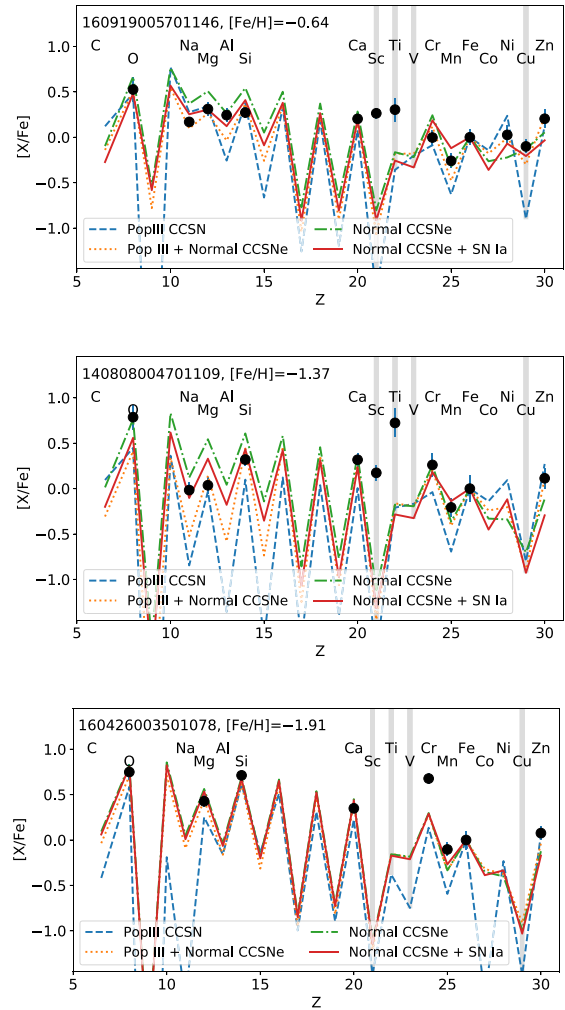 160919005701146, [Fe/H]=−0.64
C Na Al Ca Ti Cr Fe Ni Zn
O Mg Si Sc V Mn Co Cu
1.0
0.5
0.0
−0.5
−1.0
[X/Fe]
PopIII CCSN Normal CCSNe
Pop III + Normal CCSNe Normal CCSNe + SN Ia
5 10 15 20 25 30
Z
140808004701109, [Fe/H]=−1.37
C Na Al Ca Ti Cr Fe Ni Zn
O Mg Si Sc V Mn Co Cu
1.0
0.5
0.0
−0.5
−1.0
[X/Fe]
PopIII CCSN Normal CCSNe
Pop III + Normal CCSNe Normal CCSNe + SN Ia
5 10 15 20 25 30
Z
160426003501078, [Fe/H]=−1.91
C Na Al Ca Ti Cr Fe Ni Zn
O Mg Si Sc V Mn Co Cu
1.0
0.5
0.0
−0.5
−1.0
[X/Fe]
PopIII CCSN Normal CCSNe
Pop III + Normal CCSNe Normal CCSNe + SN Ia
5 10 15 20 25 30
Z